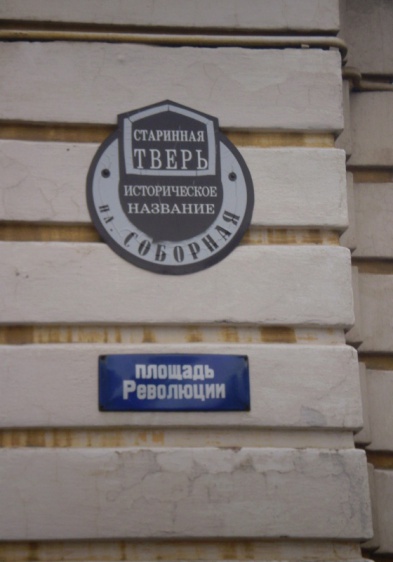 СТАРИННАЯ
ТВЕРЬ
ИСТОРИЧЕСКОЕ
НАЗВАНИЕ
ПЛ. СОБОРНАЯ
площадь
Революции